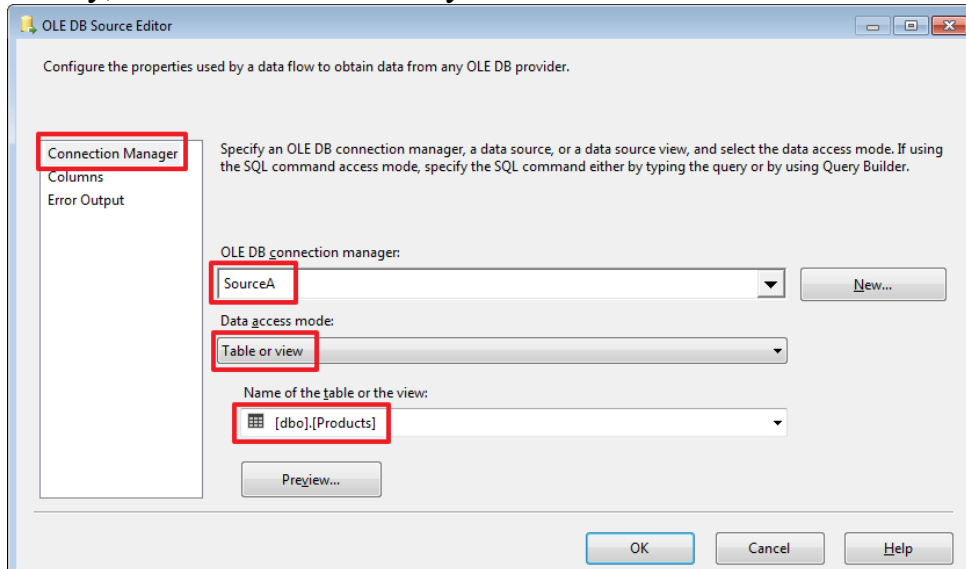 OLE DB Source Editor
Configure the properties used by a data flow to obtain data from any OLE DB provider.
Connection Manager
Columns
Error Output
Specify an OLE DB connection manager, a data source, or a data source view, and select the data access mode. If using
the SQL command access mode, specify the SQL command either by typing the query or by using Query Builder.
OLE DB connection manager:
SourceA
New...
Data access mode:
Table or view
Name of the table or the view:
[dbo].[Products]
Preview...
OK
Cancel
Help